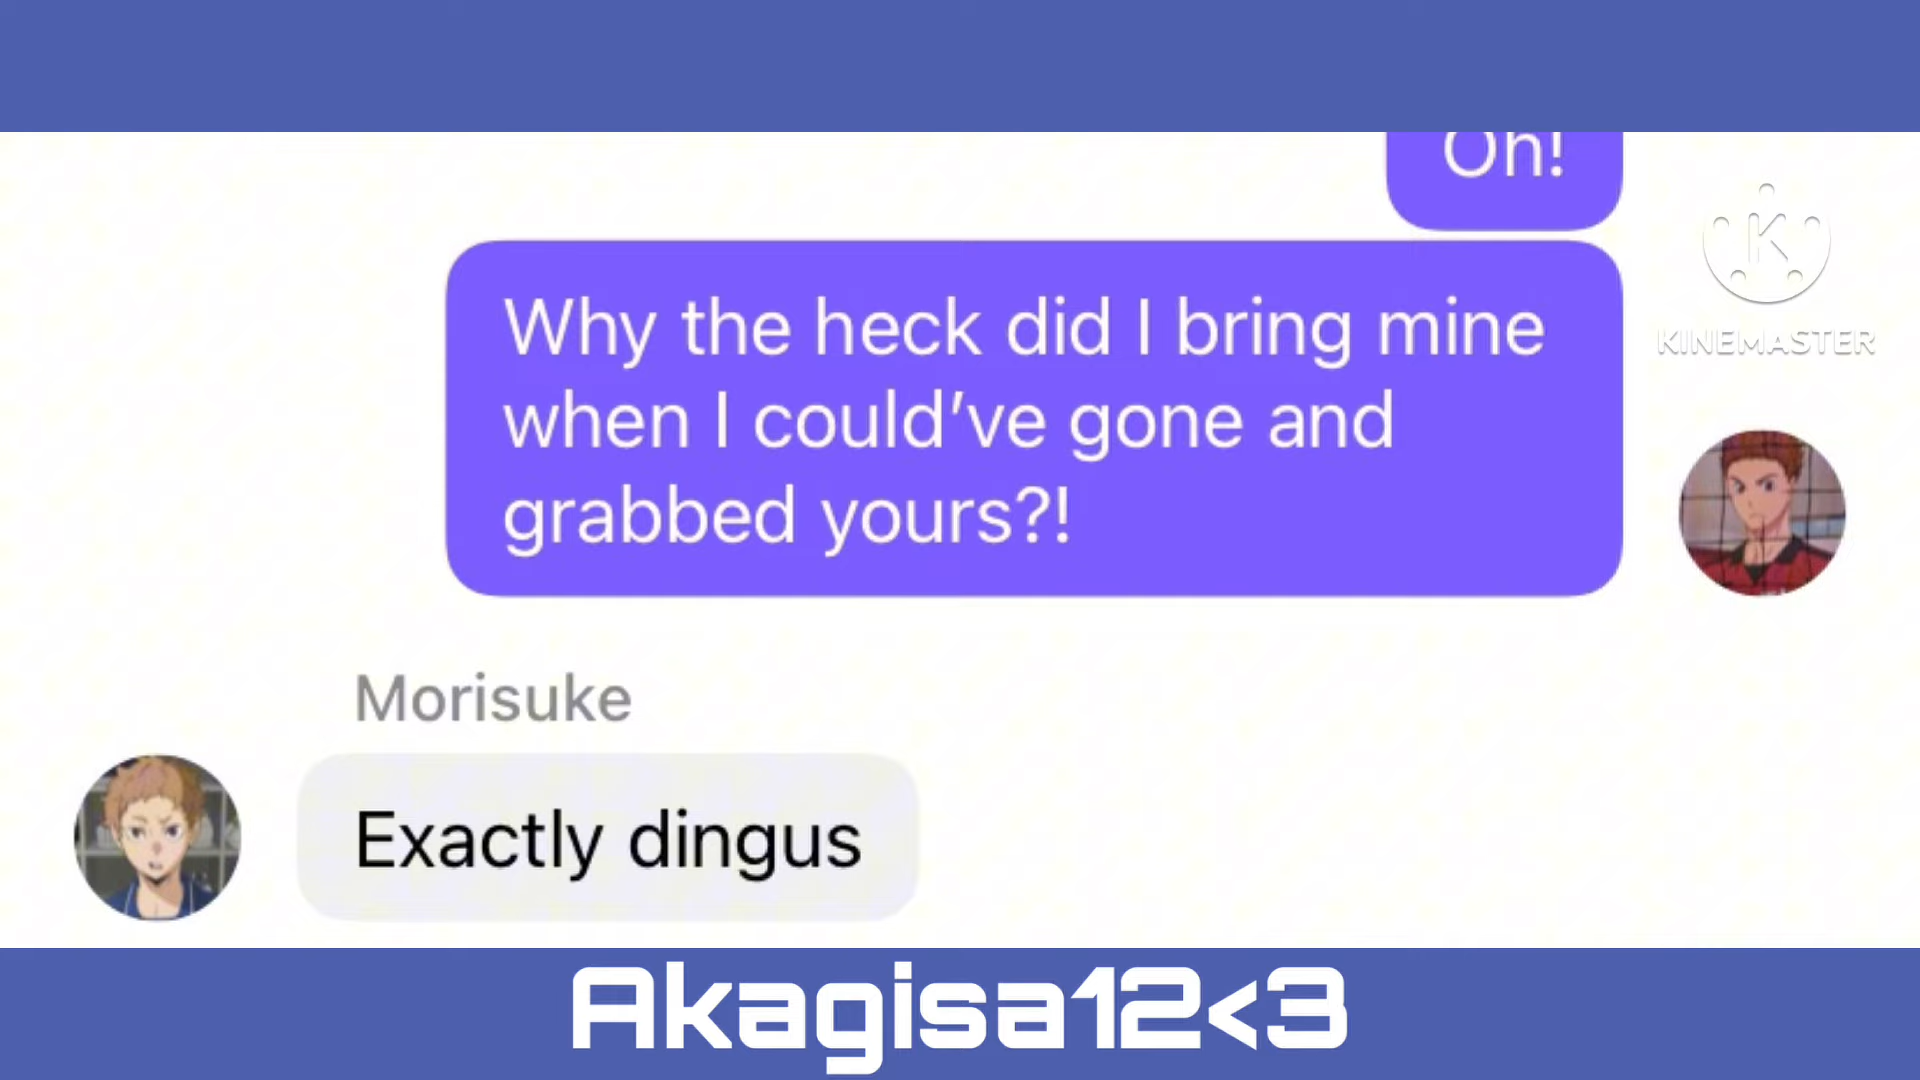 Oh!
Why the heck did I bring mine
when I could've gone and
grabbed yours?!
KINEMASTER
Morisuke
Exactly dingus
Akagisa12<3